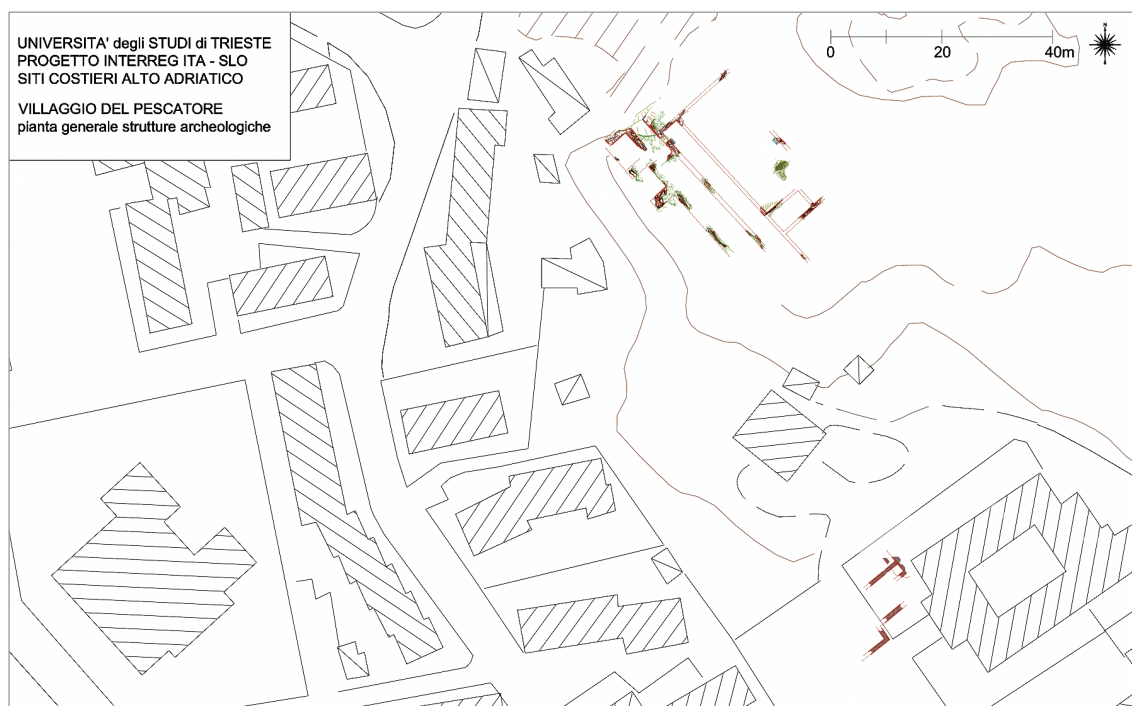 UNIVERSITA' degli STUDI di TRIESTE
PROGETTO INTERREG ITA - SLO
SITI COSTIERI ALTO ADRIATICO
VILLAGGIO DEL PESCATORE
pianta generale strutture archeologiche
0 20 40m
N